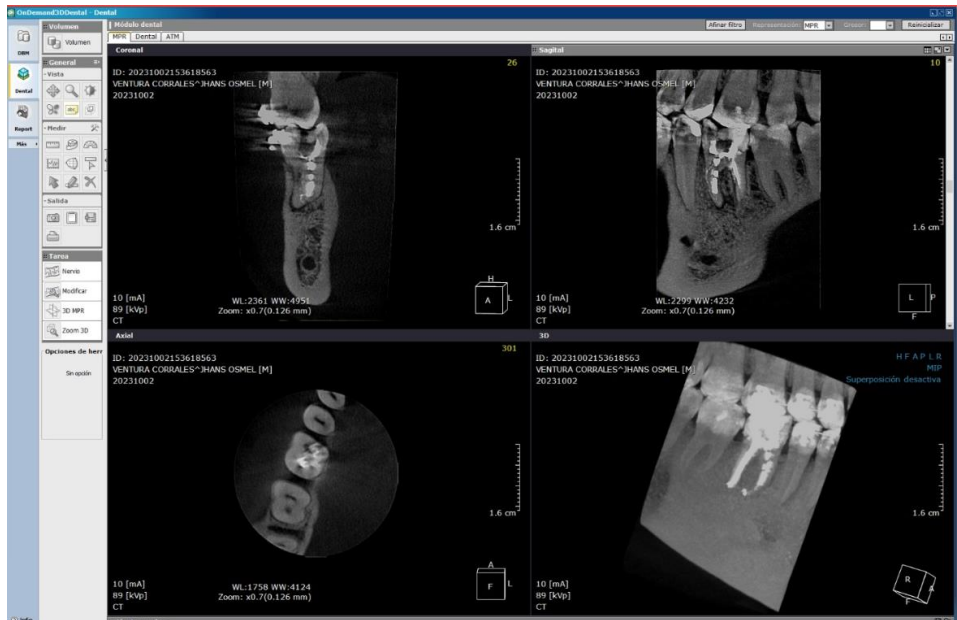 OnDemand3DDental - Dental
DBM
Dental
Report
Más
Volumen
Volumen
General
Vista
Medir
Salida
Tarea
Nervio
Modificar
3D MPR
Zoom 3D
Opciones de herr
Sin opción
Módulo dental
Afinar filtro
Representación: MPR
Grosor:
Reinicializar
MPR Dental ATM
Coronal
26
ID: 20231002153618563
VENTURA CORRALES^JHANS OSMEL [M]
20231002
1.6 cm
10 [mA]
89 [kVp]
CT
WL:2361 WW:4951
Zoom: x0.7(0.126 mm)
H
A
L
Sagital
10
ID: 20231002153618563
VENTURA CORRALES^JHANS OSMEL [M]
20231002
1.6 cm
10 [mA]
89 [kVp]
CT
WL:2299 WW:4232
Zoom: x0.7(0.126 mm)
L
P
F
Axial
301
ID: 20231002153618563
VENTURA CORRALES^JHANS OSMEL [M]
20231002
1.6 cm
10 [mA]
89 [kVp]
CT
WL:1758 WW:4124
Zoom: x0.7(0.126 mm)
A
F
L
3D
H F A P L R
MIP
Superposición desactiva
ID: 20231002153618563
VENTURA CORRALES^JHANS OSMEL [M]
20231002
1.6 cm
10 [mA]
89 [kVp]
CT
R
A
F